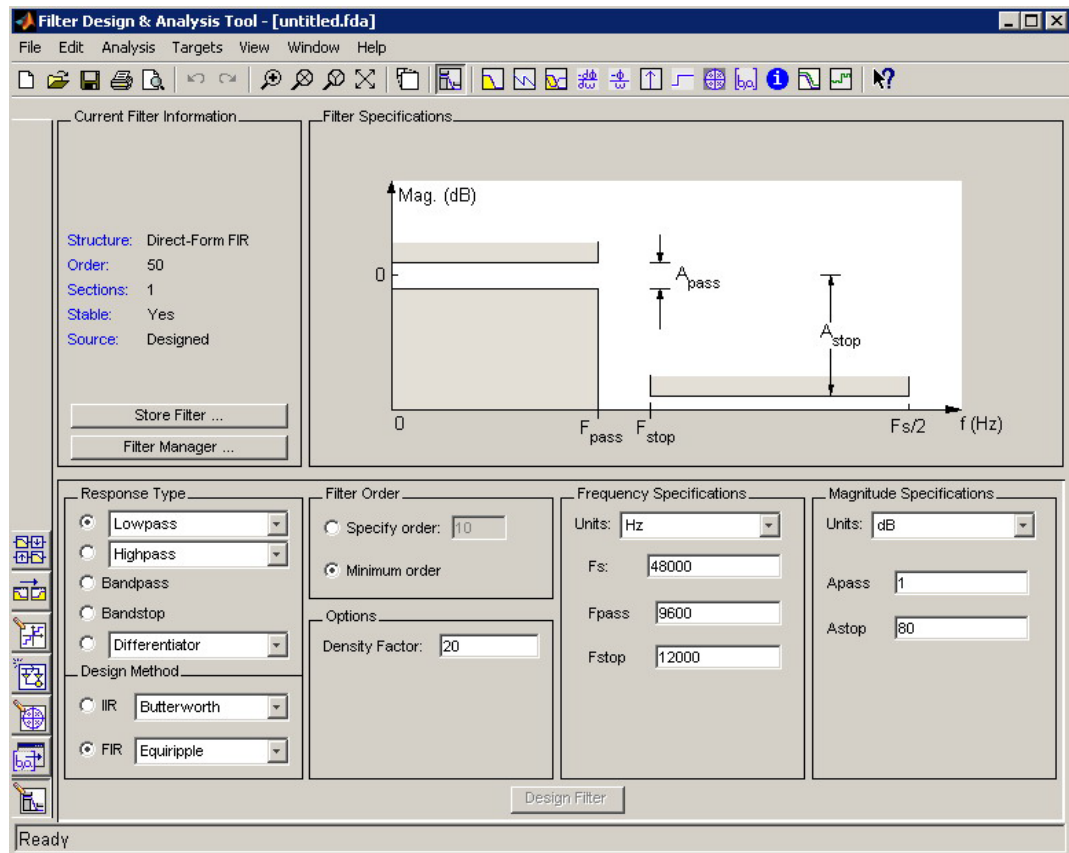 Filter Design & Analysis Tool - [untitled.fda]
File Edit Analysis Targets View Window Help
Current Filter Information
Structure: Direct-Form FIR
Order: 50
Sections: 1
Stable: Yes
Source: Designed
Store Filter ...
Filter Manager ...
Filter Specifications
Mag. (dB)
0
Apass
Astop
0
Fpass
Fstop
Fs/2
f (Hz)
Response Type
Lowpass
Highpass
Bandpass
Bandstop
Differentiator
Design Method
IIR Butterworth
FIR Equiripple
Filter Order
Specify order: 10
Minimum order
Options
Density Factor: 20
Frequency Specifications
Units: Hz
Fs: 48000
Fpass 9600
Fstop 12000
Magnitude Specifications
Units: dB
Apass 1
Astop 80
Design Filter
Ready